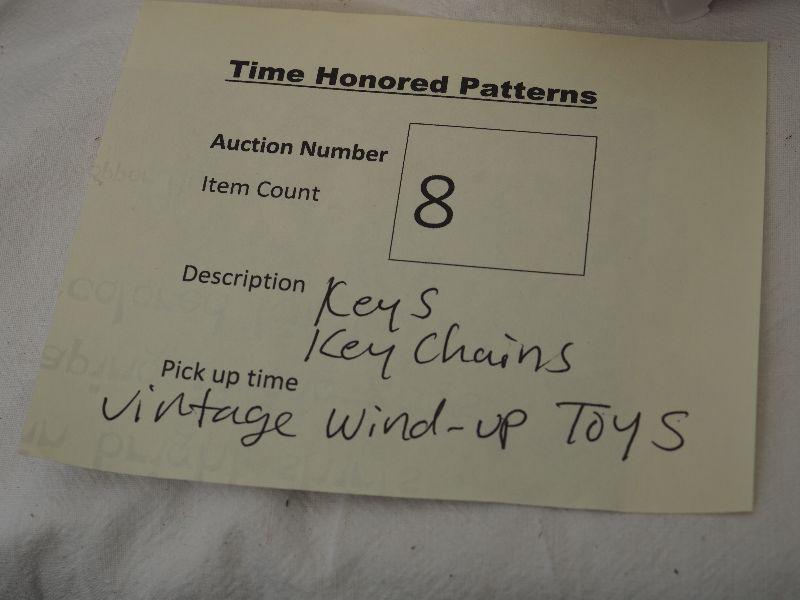 Time Honored Patterns
Auction Number
Item Count
8
Description Keys
Key Chains
Pick up time
vintage wind-up Toys